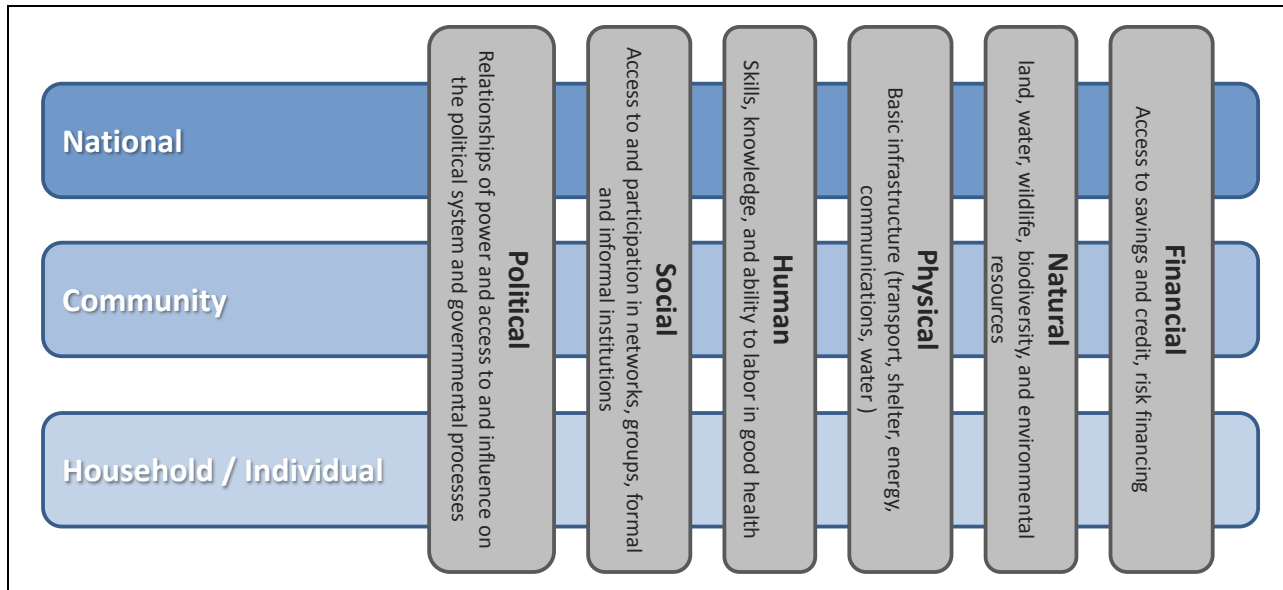 National
Community
Household / Individual
Political
Relationships of power and access to and influence on
the political system and governmental processes
Social
Access to and participation in networks, groups, formal
and informal institutions
Human
Skills, knowledge, and ability to labor in good health
Physical
Basic infrastructure (transport, shelter, energy,
communications, water )
Natural
land, water, wildlife, biodiversity, and environmental
resources
Financial
Access to savings and credit, risk financing